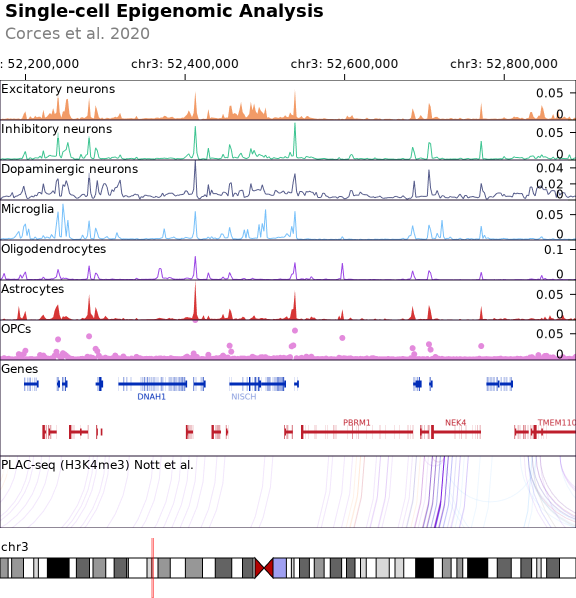 Single-cell Epigenomic Analysis
Corces et al. 2020
: 52,200,000 chr3: 52,400,000 chr3: 52,600,000 chr3: 52,800,000
Excitatory neurons
0.05
0
Inhibitory neurons
0.05
0
Dopaminergic neurons
0.04
0.02
0
Microglia
0.05
0
Oligodendrocytes
0.1
0
Astrocytes
0.05
0
OPCs
0.05
0
Genes
DNAH1 NISCH
PBRM1 NEK4 TMEM110
PLAC-seq (H3K4me3) Nott et al.
chr3